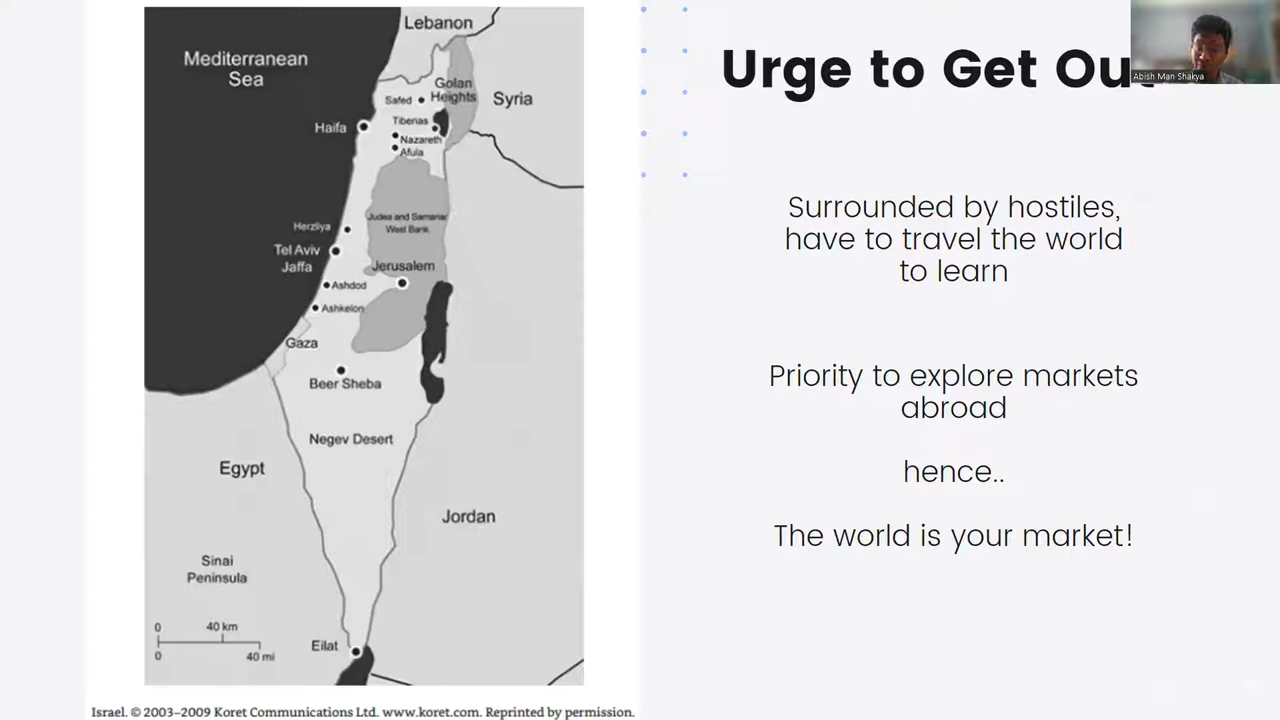 Lebanon
Mediterranean
Sea
Golan
Heights
Safed
Syria
Tiberias
Haifa
Nazareth
Afula
Judea and Samaria/
West Bank
Herzliya
Tel Aviv
Jaffa
Jerusalem
Ashdod
Ashkelon
Gaza
Beer Sheba
Negev Desert
Egypt
Jordan
Sinai
Peninsula
0 40 km
0 40 mi
Eilat
Israel. © 2003–2009 Koret Communications Ltd. www.koret.com. Reprinted by permission.
Urge to Get Ou
Abish Man Shakya
Surrounded by hostiles,
have to travel the world
to learn
Priority to explore markets
abroad
hence..
The world is your market!